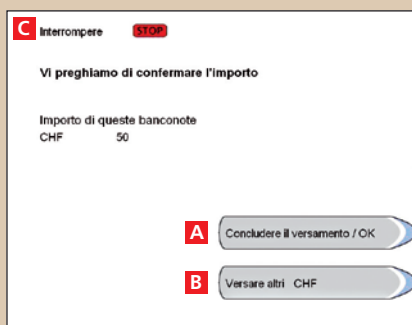 C Interrompere STOP
Vi preghiamo di confermare l'importo
Importo di queste banconote
CHF 50
A Concludere il versamento / OK
B Versare altri CHF